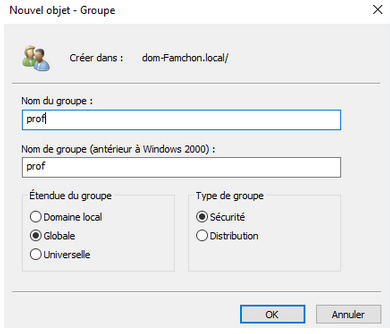 Nouvel objet - Groupe
Créer dans : dom-Famchon.local/
Nom du groupe :
prof
Nom de groupe (antérieur à Windows 2000) :
prof
Étendue du groupe
Domaine local
Globale
Universelle
Type de groupe
Sécurité
Distribution
OK
Annuler